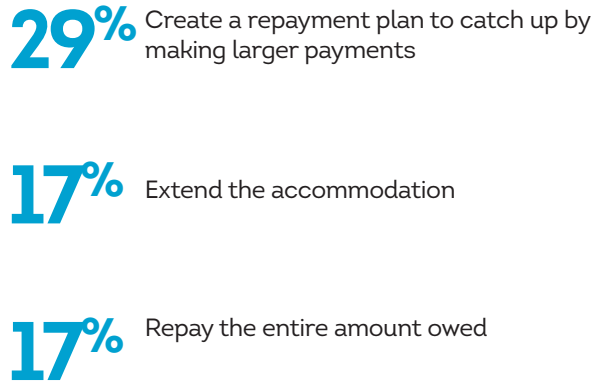 29% Create a repayment plan to catch up by
making larger payments
17% Extend the accommodation
17% Repay the entire amount owed